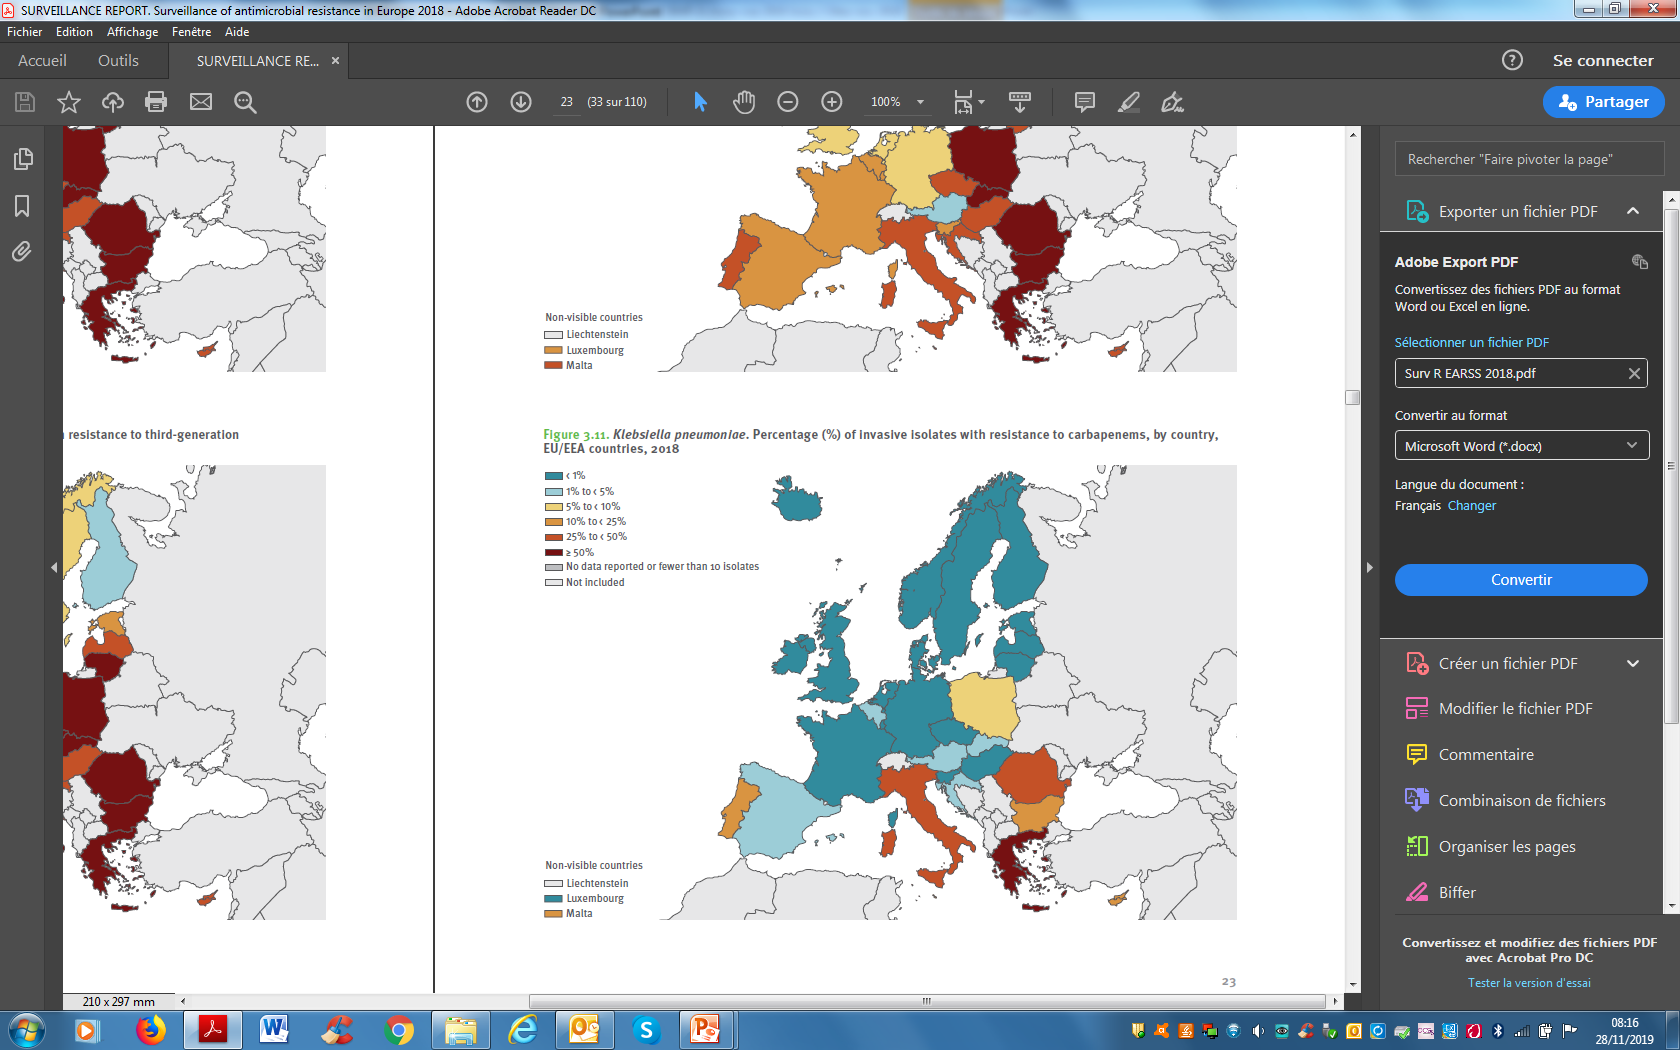 SURVEILLANCE REPORT. Surveillance of antimicrobial resistance in Europe 2018 - Adobe Acrobat Reader DC
Fichier Edition Affichage Fenêtre Aide
Accueil Outils SURVEILLANCE RE... × Se connecter
23 (33 sur 110) 100% Partager
Non-visible countries
Liechtenstein
Luxembourg
Malta
resistance to third-generation
Figure 3.11. Klebsiella pneumoniae. Percentage (%) of invasive isolates with resistance to carbapenems, by country,
EU/EEA countries, 2018
< 1%
1% to < 5%
5% to < 10%
10% to < 25%
25% to < 50%
≥ 50%
No data reported or fewer than 10 isolates
Not included
Non-visible countries
Liechtenstein
Luxembourg
Malta
23
210 x 297 mm
Rechercher "Faire pivoter la page"
Exporter un fichier PDF
Adobe Export PDF
Convertissez des fichiers PDF au format
Word ou Excel en ligne.
Sélectionner un fichier PDF
Surv R EARSS 2018.pdf
Convertir au format
Microsoft Word (*.docx)
Langue du document :
Français Changer
Convertir
Créer un fichier PDF
Modifier le fichier PDF
Commentaire
Combinaison de fichiers
Organiser les pages
Biffer
Convertissez et modifiez des fichiers PDF
avec Acrobat Pro DC
Tester la version d'essai
08:16
28/11/2019